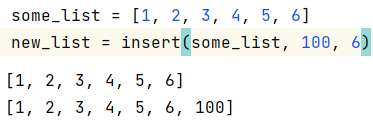 some_list = [1, 2, 3, 4, 5, 6]
new_list = insert(some_list, 100, 6)
[1, 2, 3, 4, 5, 6]
[1, 2, 3, 4, 5, 6, 100]